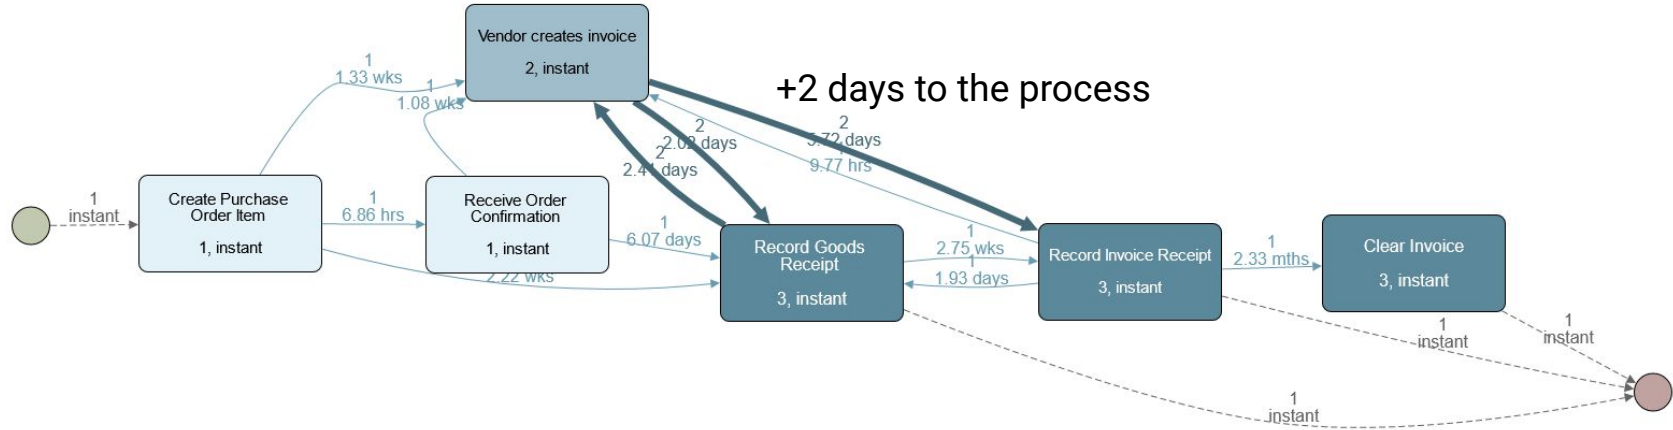 Vendor creates invoice
2, instant
+2 days to the process
1
1.33 wks
1
1.08 wks
2
2.02 days
2
2.41 days
2
5.72 days
9.77 hrs
1
instant
Create Purchase
Order Item
1, instant
1
6.86 hrs
Receive Order
Confirmation
1, instant
1
6.07 days
2.22 wks
Record Goods
Receipt
3, instant
1
2.75 wks
1
1.93 days
Record Invoice Receipt
3, instant
1
2.33 mths
Clear Invoice
3, instant
1
instant
1
instant
1
instant